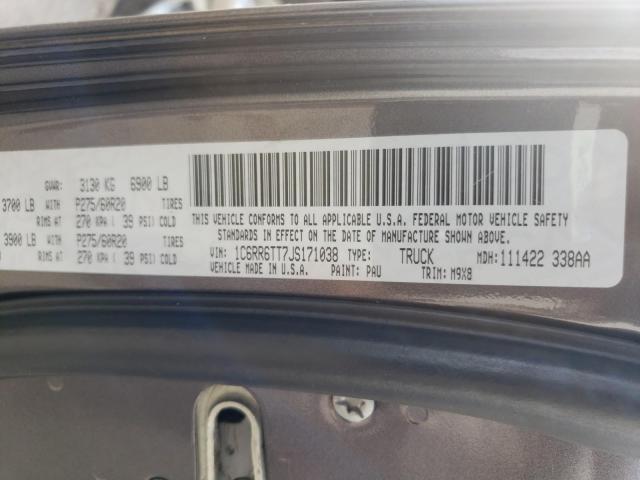 GVWR: 3130 KG 6900 LB
3700 LB WITH P275/60R20 TIRES
RIMS AT 270 KPA ( 39 PSI) COLD
3900 LB WITH P275/60R20 TIRES
RIMS AT 270 KPA ( 39 PSI) COLD
THIS VEHICLE CONFORMS TO ALL APPLICABLE U.S.A. FEDERAL MOTOR VEHICLE SAFETY
STANDARDS IN EFFECT ON THE DATE OF MANUFACTURE SHOWN ABOVE.
VIN: 1C6RR6TT7JS171038 TYPE: TRUCK MDH: 111422 338AA
VEHICLE MADE IN U.S.A. PAINT: PAU TRIM: M9X8